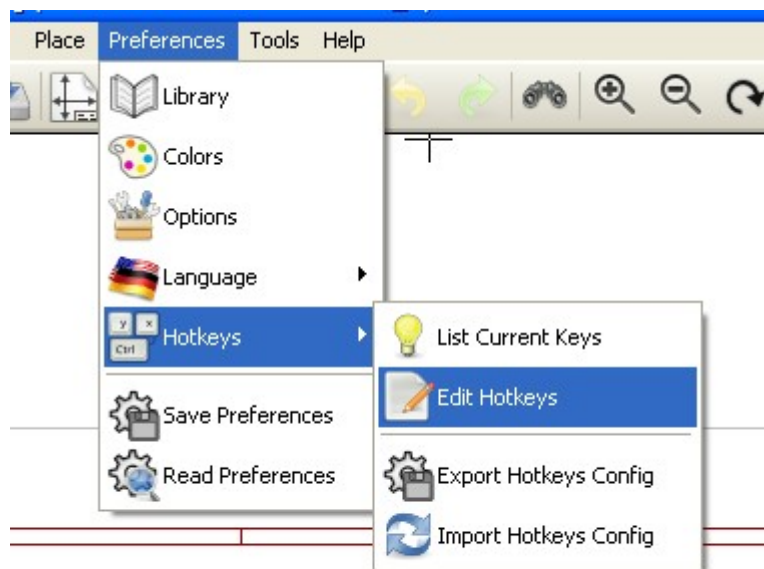 Place Preferences Tools Help
Library
Colors
Options
Language
y x
Ctrl
Hotkeys
List Current Keys
Edit Hotkeys
Save Preferences
Read Preferences
Export Hotkeys Config
Import Hotkeys Config